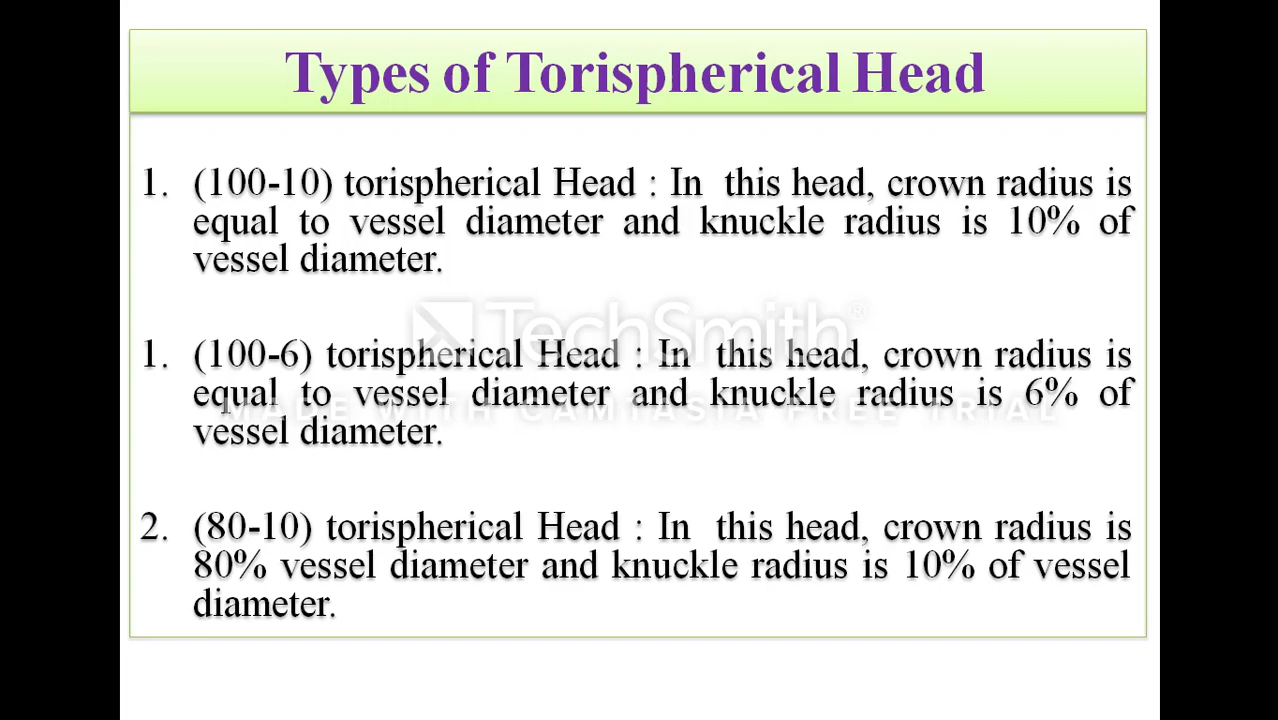 Types of Torispherical Head
1. (100-10) torispherical Head : In this head, crown radius is
equal to vessel diameter and knuckle radius is 10% of
vessel diameter.
TechSmith®
1. (100-6) torispherical Head : In this head, crown radius is
equal to vessel diameter and knuckle radius is 6% of
MADE WITH CAMTASIA FREE TRIAL
vessel diameter.
2. (80-10) torispherical Head : In this head, crown radius is
80% vessel diameter and knuckle radius is 10% of vessel
diameter.